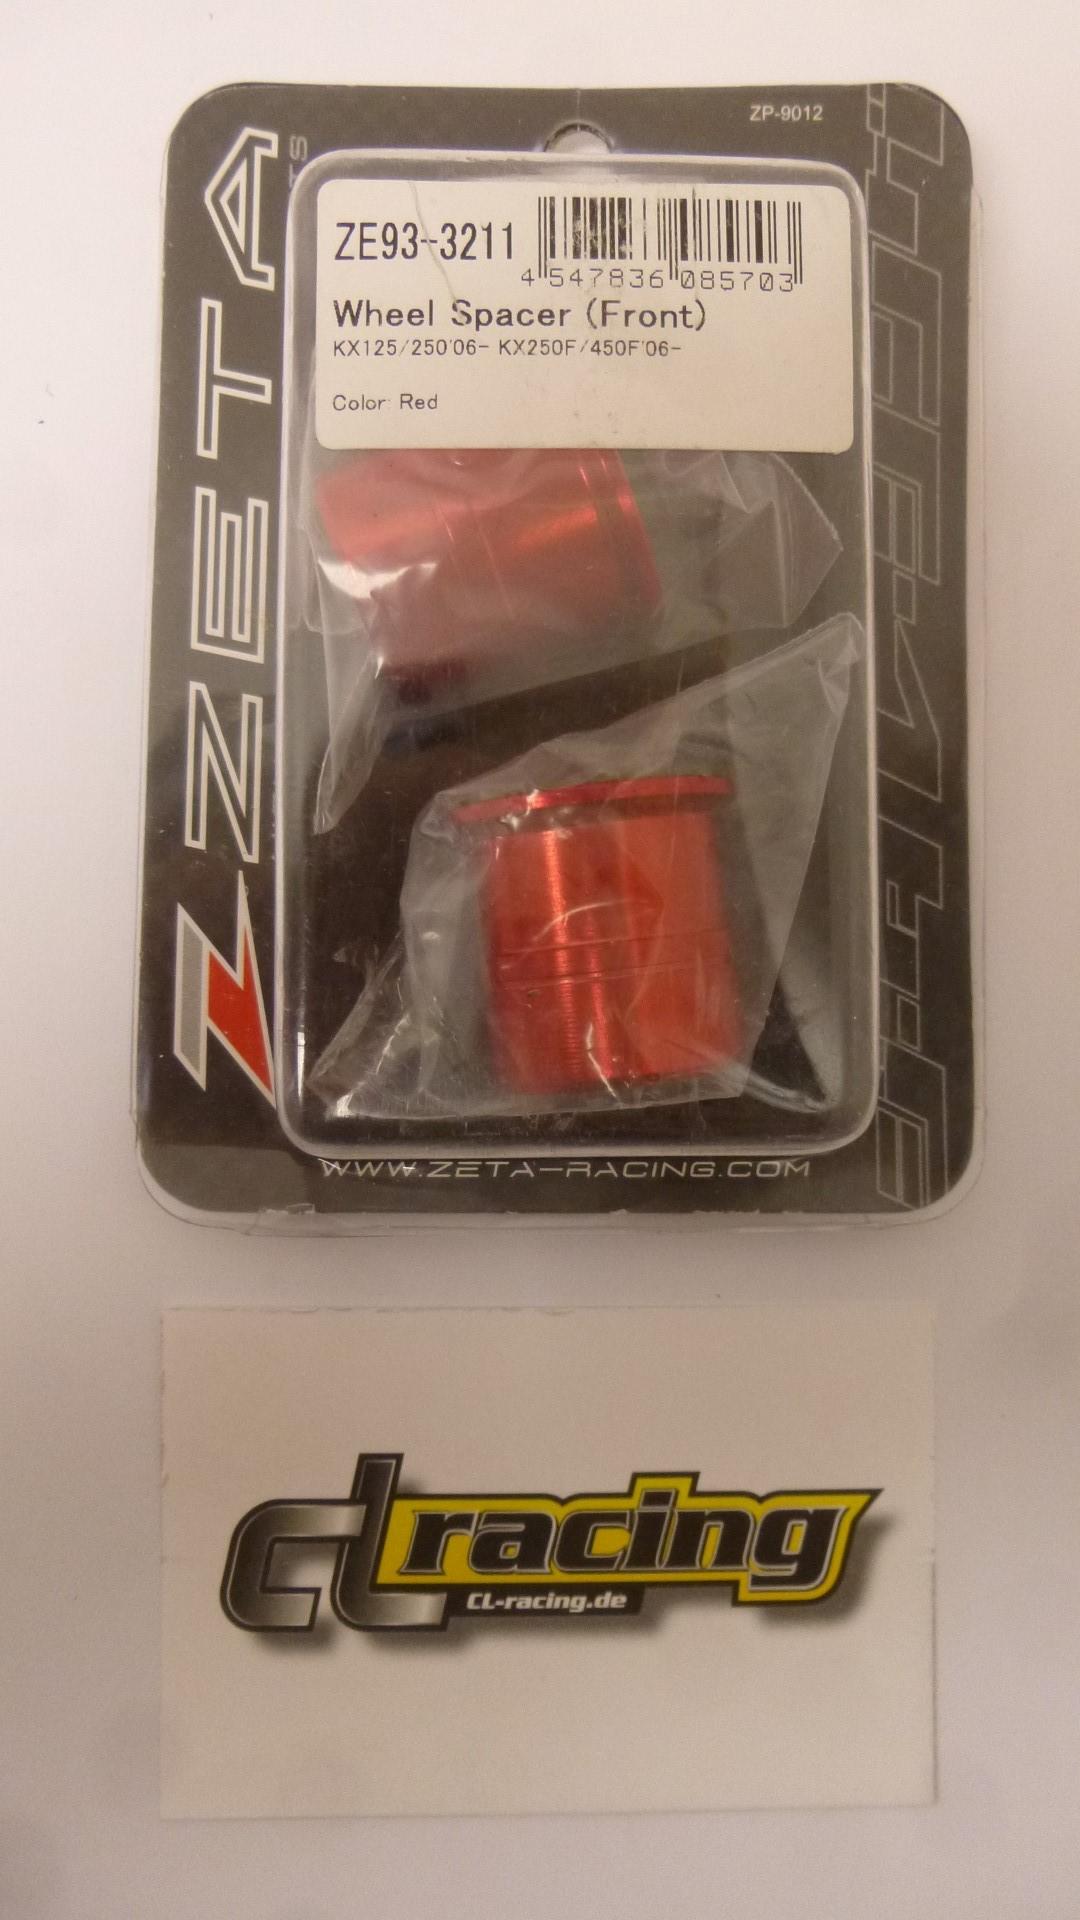 ZP-9012
ZETA
ZE93-3211
4 547836 085703
Wheel Spacer (Front)
KX125/250'06- KX250F/450F'06-
Color: Red
WWW.ZETA-RACING.COM
CL racing
CL-racing.de